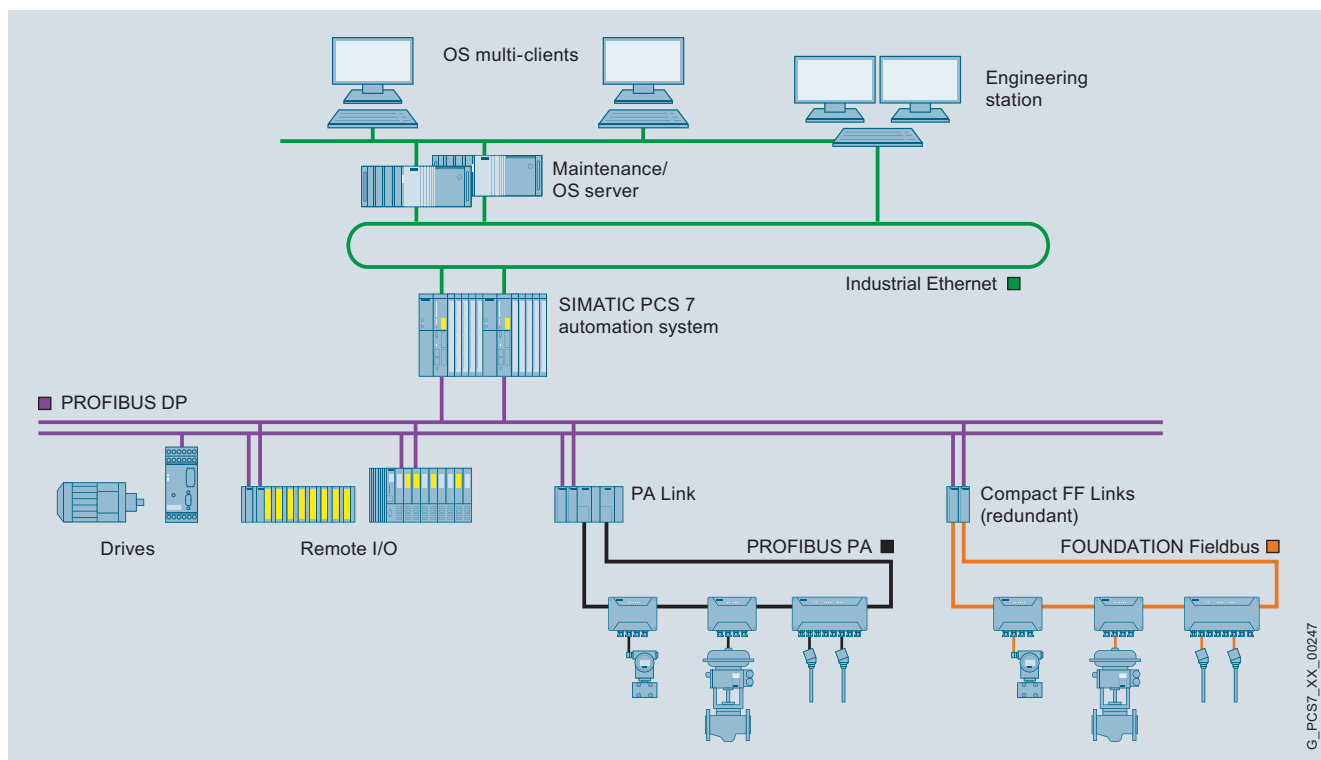 OS multi-clients
Engineering
station
Maintenance/
OS server
Industrial Ethernet
SIMATIC PCS 7
automation system
PROFIBUS DP
PA Link
Compact FF Links
(redundant)
Drives
Remote I/O
PROFIBUS PA
FOUNDATION Fieldbus
G_PCS7_XX_00247